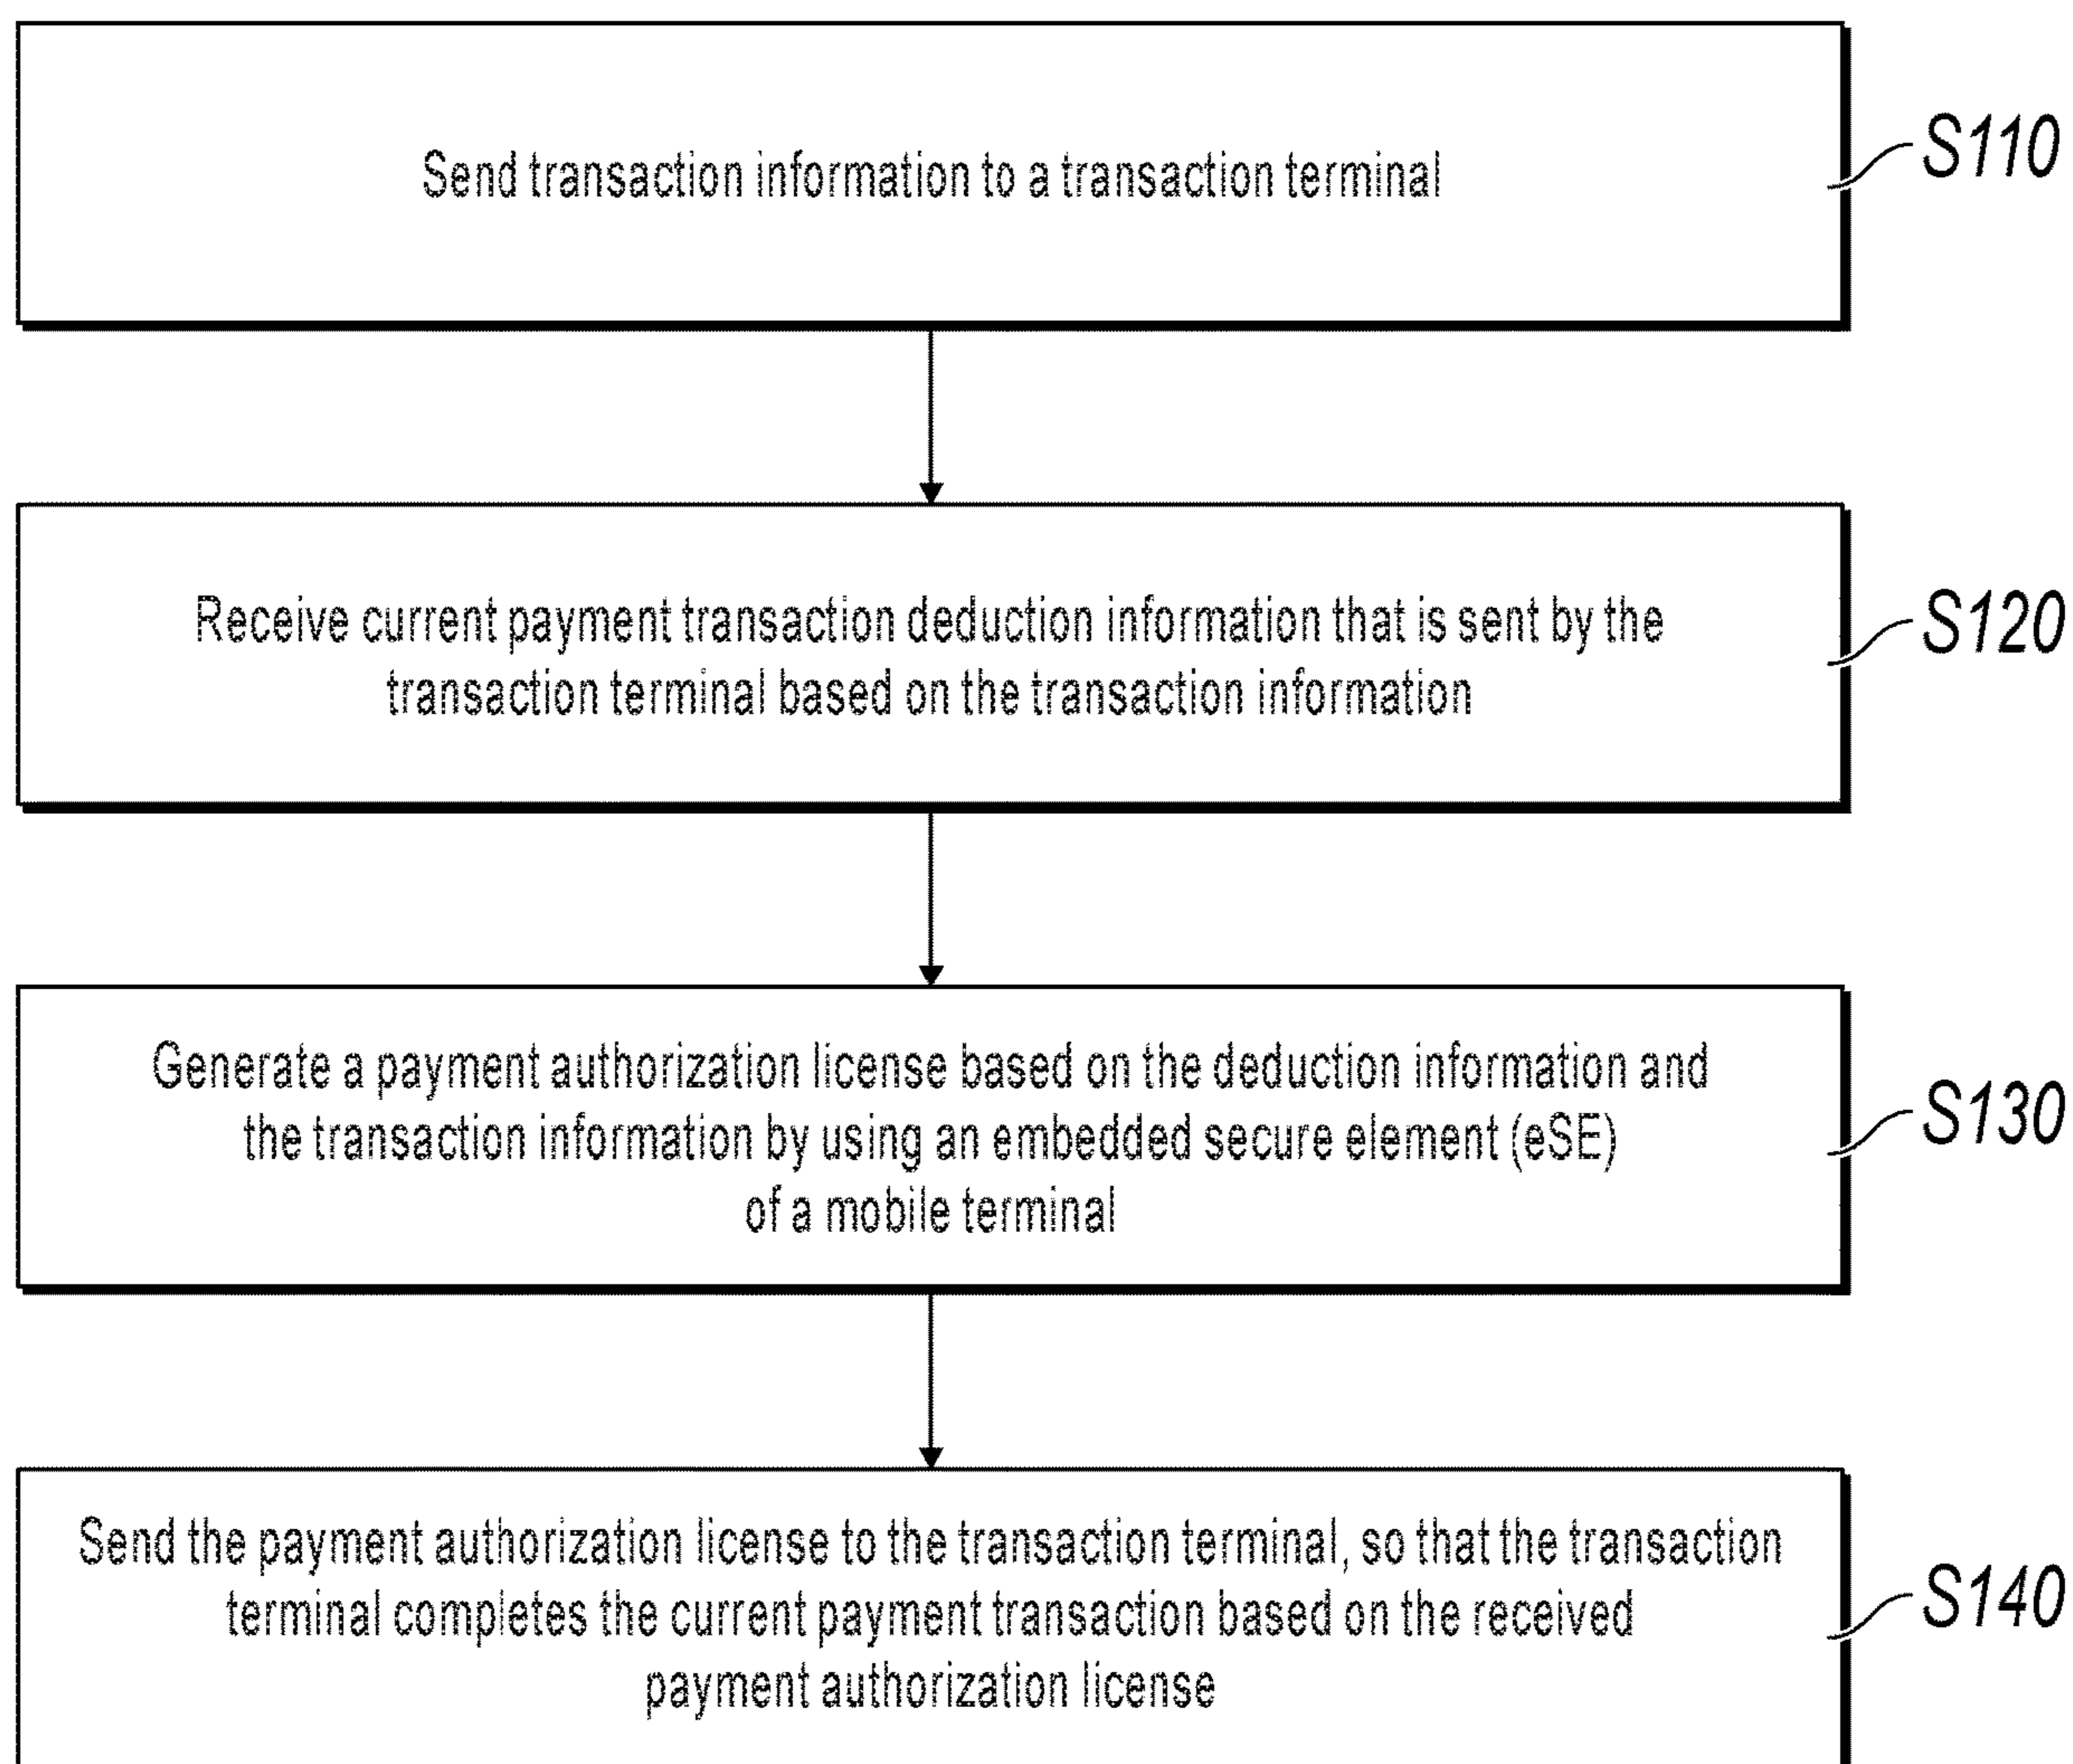 Send transaction information to a transaction terminal
S110
Receive current payment transaction deduction information that is sent by the
transaction terminal based on the transaction information
S120
Generate a payment authorization license based on the deduction information and
the transaction information by using an embedded secure element (eSE)
of a mobile terminal
S130
Send the payment authorization license to the transaction terminal, so that the transaction
terminal completes the current payment transaction based on the received
payment authorization license
S140